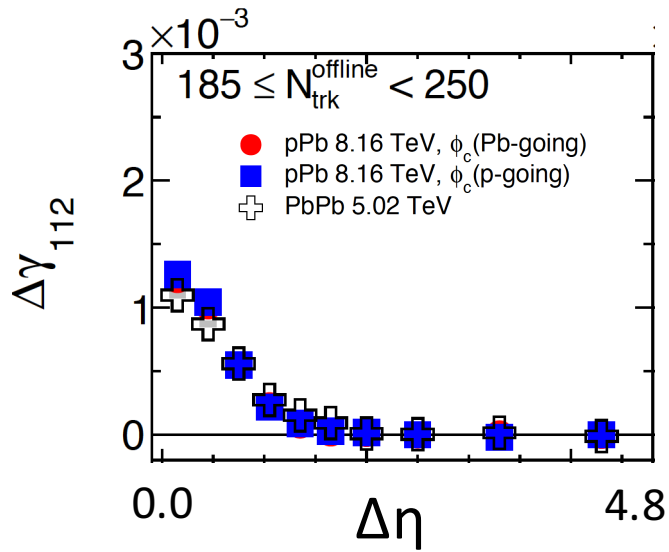 ×10⁻³
3
185 ≤ N_trk^offline < 250
pPb 8.16 TeV, ϕ_c(Pb-going)
pPb 8.16 TeV, ϕ_c(p-going)
PbPb 5.02 TeV
2
Δγ_112
1
0
0.0
4.8
Δη